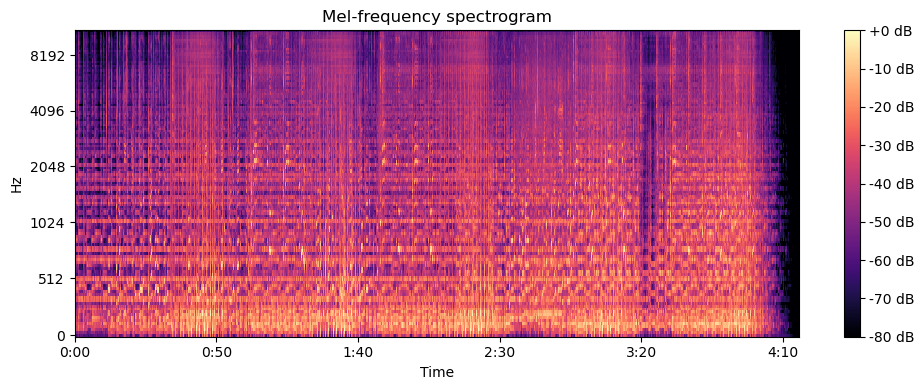 Mel-frequency spectrogram
8192
4096
2048
1024
512
0
Hz
0:00 0:50 1:40 2:30 3:20 4:10
Time
+0 dB
-10 dB
-20 dB
-30 dB
-40 dB
-50 dB
-60 dB
-70 dB
-80 dB